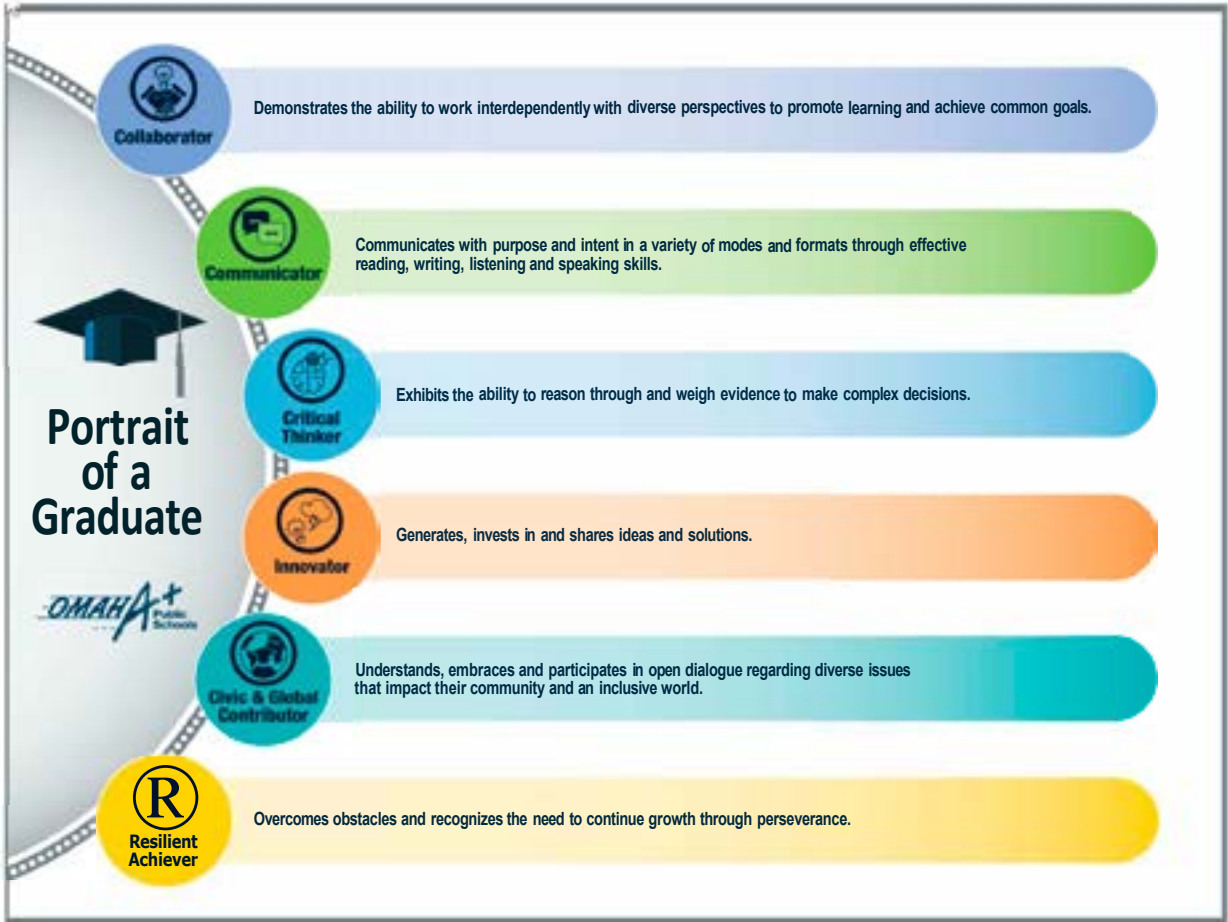 Collaborator
Demonstrates the ability to work interdependently with diverse perspectives to promote learning and achieve common goals.
Communicator
Communicates with purpose and intent in a variety of modes and formats through effective
reading, writing, listening and speaking skills.
Critical
Thinker
Exhibits the ability to reason through and weigh evidence to make complex decisions.
Portrait
of a
Graduate
Innovator
Generates, invests in and shares ideas and solutions.
OMAHA+
Public
Schools
Civic & Global
Contributor
Understands, embraces and participates in open dialogue regarding diverse issues
that impact their community and an inclusive world.
R
Resilient
Achiever
Overcomes obstacles and recognizes the need to continue growth through perseverance.